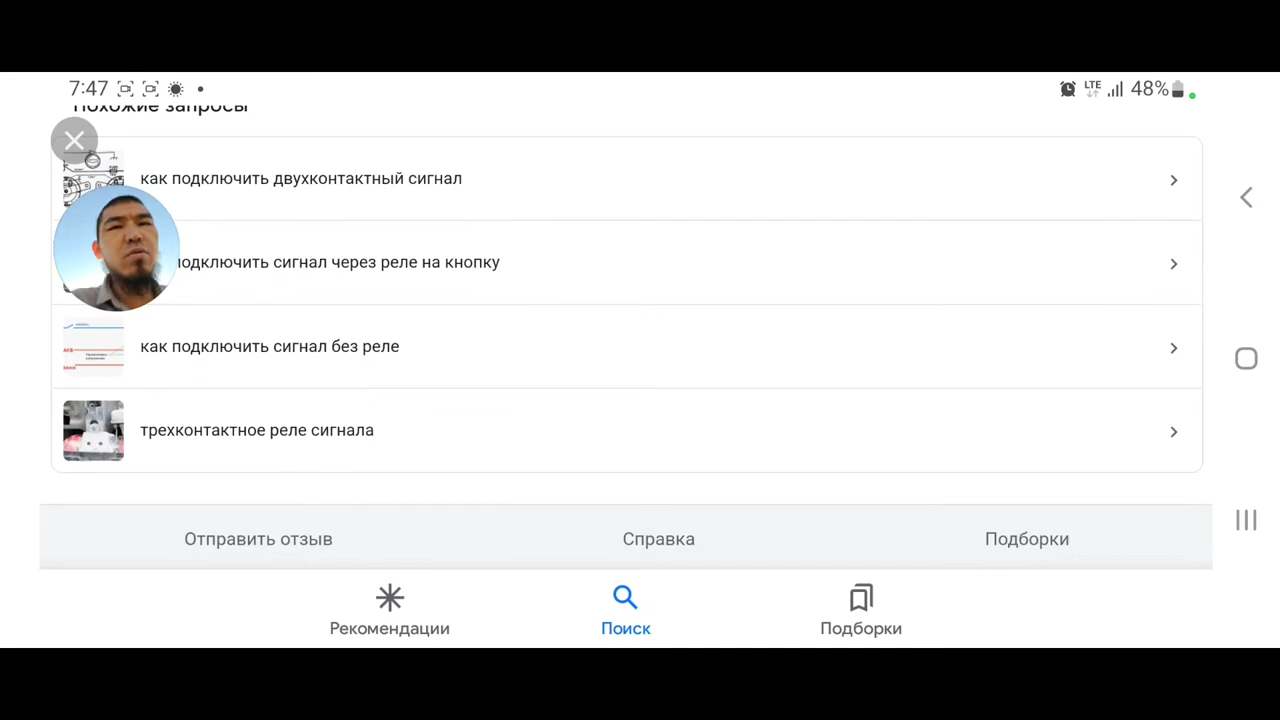 7:47
LTE 48%
Похожие запросы
как подключить двухконтактный сигнал
подключить сигнал через реле на кнопку
как подключить сигнал без реле
трехконтактное реле сигнала
Отправить отзыв
Справка
Подборки
Рекомендации
Поиск
Подборки